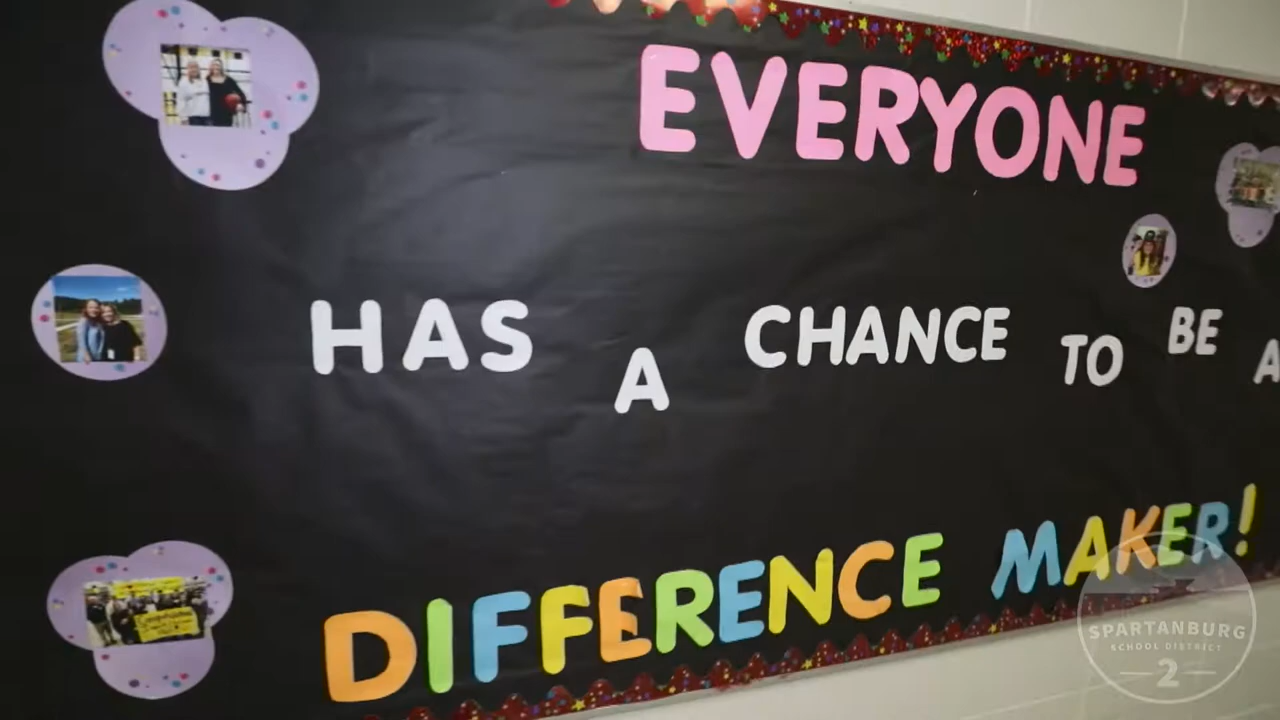 EVERYONE
HAS A CHANCE TO BE A
DIFFERENCE MAKER!
SPARTANBURG
SCHOOL DISTRICT
2